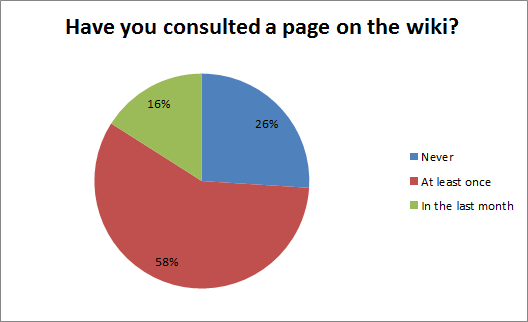 Have you consulted a page on the wiki?
16%
26%
58%
Never
At least once
In the last month